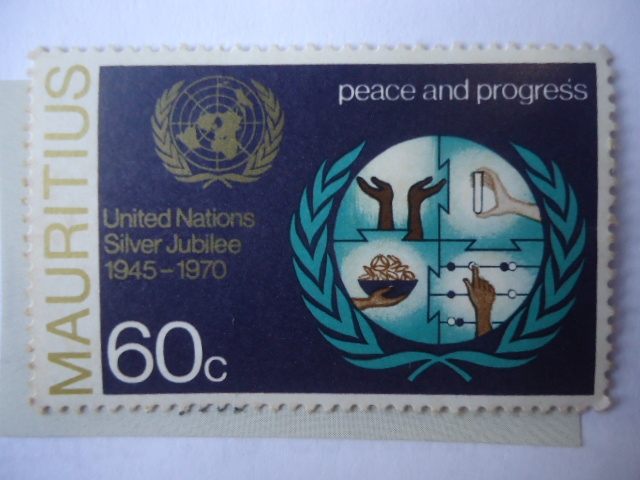 MAURITIUS
peace and progress
United Nations
Silver Jubilee
1945-1970
60c